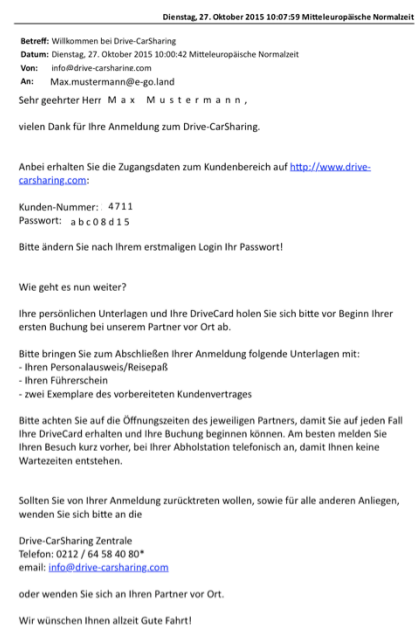 Dienstag, 27. Oktober 2015 10:07:59 Mitteleuropäische Normalzeit
Betreff: Willkommen bei Drive-CarSharing
Datum: Dienstag, 27. Oktober 2015 10:00:42 Mitteleuropäische Normalzeit
Von: info@drive-carsharine.com
An: Max.mustermann@e-go.land
Sehr geehrter Herr Max Mustermann,
vielen Dank für Ihre Anmeldung zum Drive-CarSharing.
Anbei erhalten Sie die Zugangsdaten zum Kundenbereich auf http://www.drive-
carsharing.com:
Kunden-Nummer: 4711
Passwort: abc08d15
Bitte ändern Sie nach Ihrem erstmaligen Login Ihr Passwort!
Wie geht es nun weiter?
Ihre persönlichen Unterlagen und Ihre DriveCard holen Sie sich bitte vor Beginn Ihrer
ersten Buchung bei unserem Partner vor Ort ab.
Bitte bringen Sie zum Abschließen Ihrer Anmeldung folgende Unterlagen mit:
- Ihren Personalausweis/Reisepaß
- Ihren Führerschein
- zwei Exemplare des vorbereiteten Kundenvertrages
Bitte achten Sie auf die Öffnungszeiten des jeweiligen Partners, damit Sie auf jeden Fall
Ihre DriveCard erhalten und Ihre Buchung beginnen können. Am besten melden Sie
Ihren Besuch kurz vorher, bei Ihrer Abholstation telefonisch an, damit Ihnen keine
Wartezeiten entstehen.
Sollten Sie von Ihrer Anmeldung zurücktreten wollen, sowie für alle anderen Anliegen,
wenden Sie sich bitte an die
Drive-CarSharing Zentrale
Telefon: 0212 / 64 58 40 80*
email: info@drive-carsharing.com
oder wenden Sie sich an Ihren Partner vor Ort.
Wir wünschen Ihnen allzeit Gute Fahrt!